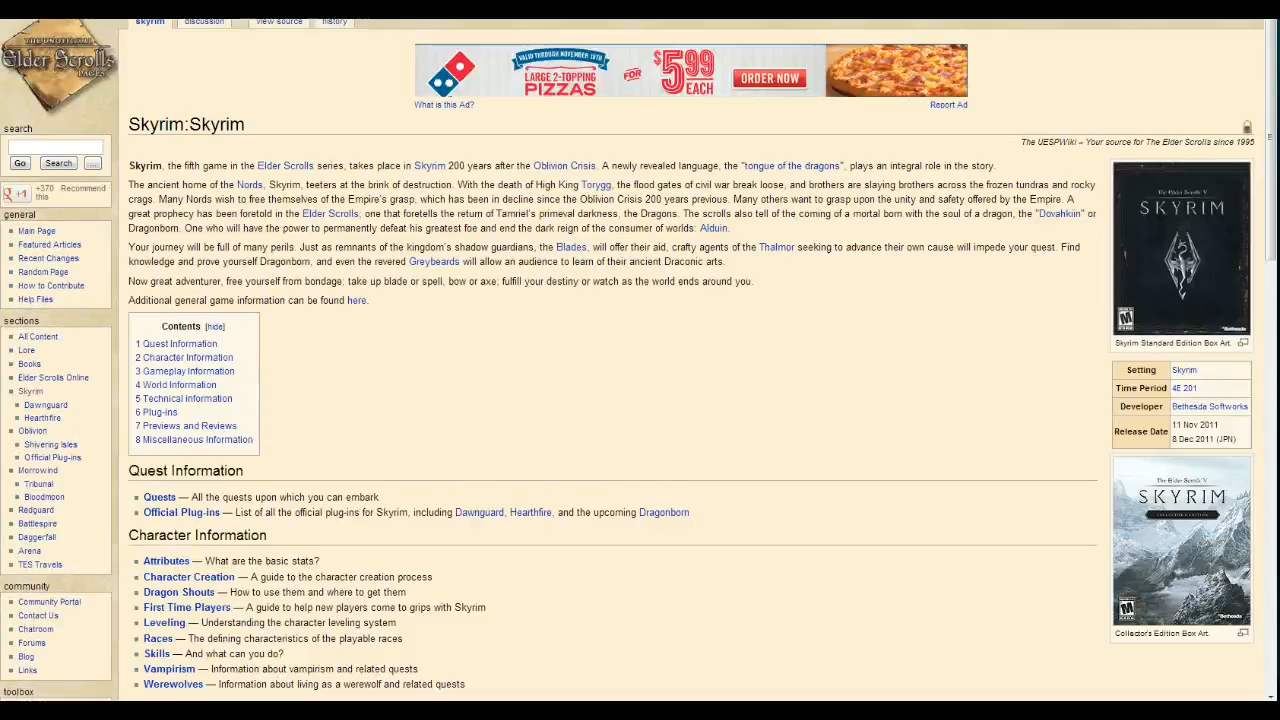 skyrim discussion view source history
THE UNOFFICIAL
Elder Scrolls
PAGES
VALID THROUGH NOVEMBER 18TH
LARGE 2-TOPPING
PIZZAS
FOR
$5.99
EACH
ORDER NOW
What is this Ad?
Report Ad
Skyrim:Skyrim
The UESPWiki – Your source for The Elder Scrolls since 1995
Skyrim, the fifth game in the Elder Scrolls series, takes place in Skyrim 200 years after the Oblivion Crisis. A newly revealed language, the "tongue of the dragons", plays an integral role in the story.
The ancient home of the Nords, Skyrim, teeters at the brink of destruction. With the death of High King Torygg, the flood gates of civil war break loose, and brothers are slaying brothers across the frozen tundras and rocky
crags. Many Nords wish to free themselves of the Empire's grasp, which has been in decline since the Oblivion Crisis 200 years previous. Many others want to grasp upon the unity and safety offered by the Empire. A
great prophecy has been foretold in the Elder Scrolls; one that foretells the return of Tamriel's primeval darkness, the Dragons. The scrolls also tell of the coming of a mortal born with the soul of a dragon, the "Dovahkiin" or
Dragonborn. One who will have the power to permanently defeat his greatest foe and end the dark reign of the consumer of worlds: Alduin.
Your journey will be full of many perils. Just as remnants of the kingdom's shadow guardians, the Blades, will offer their aid, crafty agents of the Thalmor seeking to advance their own cause will impede your quest. Find
knowledge and prove yourself Dragonborn, and even the revered Greybeards will allow an audience to learn of their ancient Draconic arts.
Now great adventurer, free yourself from bondage; take up blade or spell, bow or axe; fulfill your destiny or watch as the world ends around you.
Additional general game information can be found here.
Contents [hide]
1 Quest Information
2 Character Information
3 Gameplay Information
4 World Information
5 Technical information
6 Plug-ins
7 Previews and Reviews
8 Miscellaneous Information
Quest Information
Quests — All the quests upon which you can embark
Official Plug-ins — List of all the official plug-ins for Skyrim, including Dawnguard, Hearthfire, and the upcoming Dragonborn
Character Information
Attributes — What are the basic stats?
Character Creation — A guide to the character creation process
Dragon Shouts — How to use them and where to get them
First Time Players — A guide to help new players come to grips with Skyrim
Leveling — Understanding the character leveling system
Races — The defining characteristics of the playable races
Skills — And what can you do?
Vampirism — Information about vampirism and related quests
Werewolves — Information about living as a werewolf and related quests
search
Go Search ...
+1 +370 Recommend this
general
Main Page
Featured Articles
Recent Changes
Random Page
How to Contribute
Help Files
sections
All Content
Lore
Books
Elder Scrolls Online
Skyrim
Dawnguard
Hearthfire
Oblivion
Shivering Isles
Official Plug-ins
Morrowind
Tribunal
Bloodmoon
Redguard
Battlespire
Daggerfall
Arena
TES Travels
community
Community Portal
Contact Us
Chatroom
Forums
Blog
Links
toolbox
The Elder Scrolls V
SKYRIM
Bethesda
Skyrim Standard Edition Box Art.
Setting Skyrim
Time Period 4E 201
Developer Bethesda Softworks
Release Date 11 Nov 2011
8 Dec 2011 (JPN)
The Elder Scrolls V
SKYRIM
COLLECTOR'S EDITION
Bethesda
Collector's Edition Box Art.